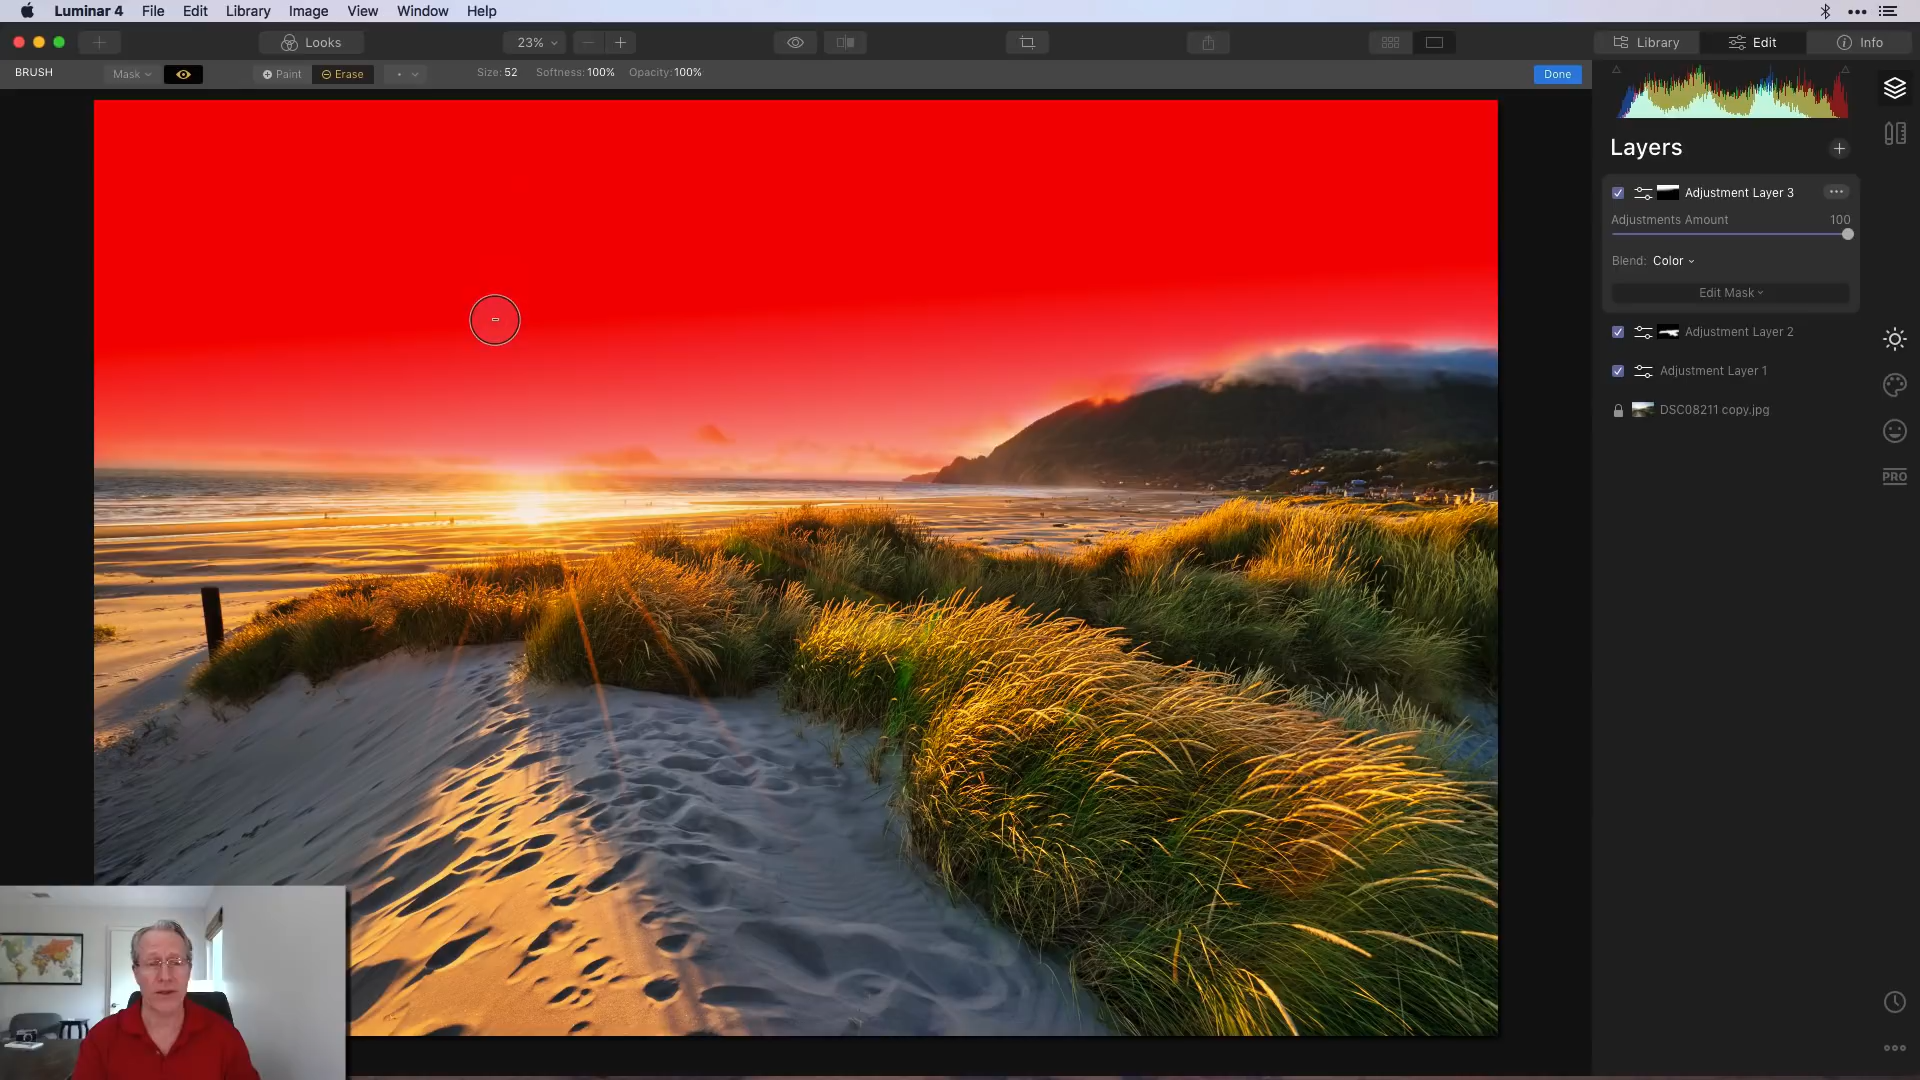 Luminar 4 File Edit Library Image View Window Help
Looks 23% Library Edit Info
BRUSH Mask Paint Erase Size: 52 Softness: 100% Opacity: 100% Done
Layers
Adjustment Layer 3
Adjustments Amount 100
Blend: Color
Edit Mask
Adjustment Layer 2
Adjustment Layer 1
DSC08211 copy.jpg
PRO